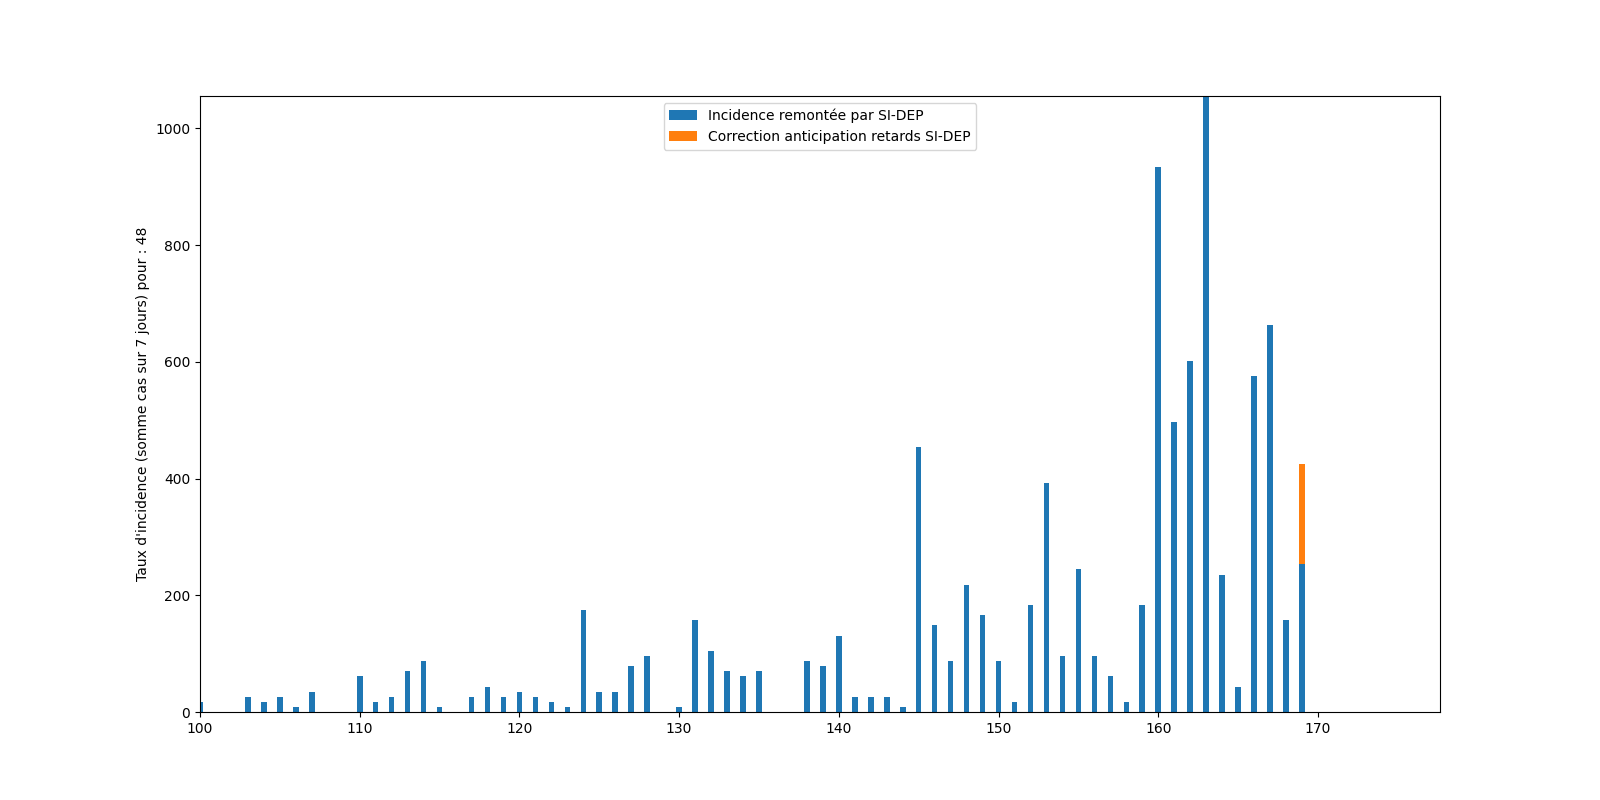 Incidence remontée par SI-DEP
Correction anticipation retards SI-DEP
Taux d'incidence (somme cas sur 7 jours) pour : 48
1000
800
600
400
200
0
100 110 120 130 140 150 160 170